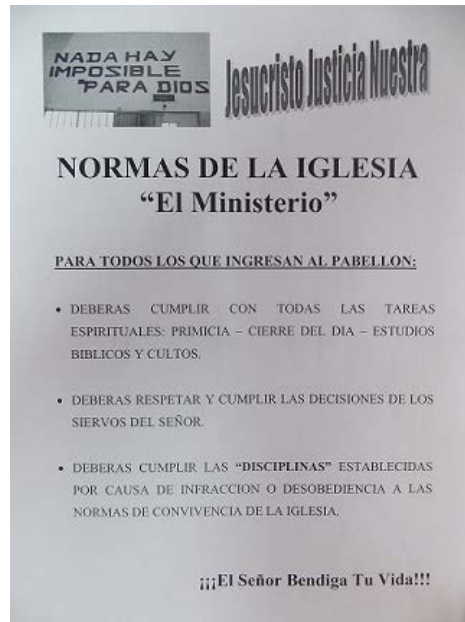 NADA HAY
IMPOSIBLE
PARA DIOS
Jesucristo Justicia Nuestra
NORMAS DE LA IGLESIA
“El Ministerio”
PARA TODOS LOS QUE INGRESAN AL PABELLON:
• DEBERAS CUMPLIR CON TODAS LAS TAREAS
ESPIRITUALES: PRIMICIA – CIERRE DEL DIA – ESTUDIOS
BIBLICOS Y CULTOS.
• DEBERAS RESPETAR Y CUMPLIR LAS DECISIONES DE LOS
SIERVOS DEL SEÑOR.
• DEBERAS CUMPLIR LAS “DISCIPLINAS” ESTABLECIDAS
POR CAUSA DE INFRACCION O DESOBEDIENCIA A LAS
NORMAS DE CONVIVENCIA DE LA IGLESIA.
¡¡¡El Señor Bendiga Tu Vida!!!